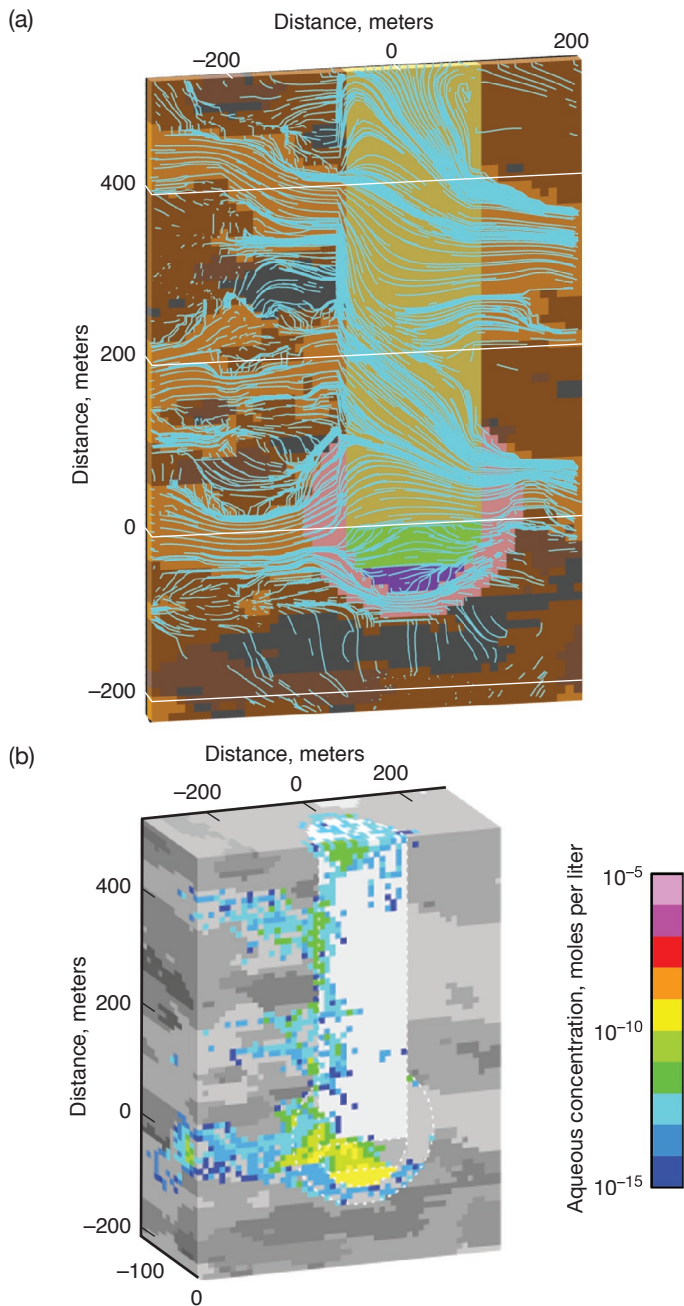 (a)
Distance, meters
–200
0
200
400
200
0
–200
Distance, meters
(b)
Distance, meters
–200
0
200
400
200
0
–200
–100
0
Distance, meters
10–5
10–10
10–15
Aqueous concentration, moles per liter